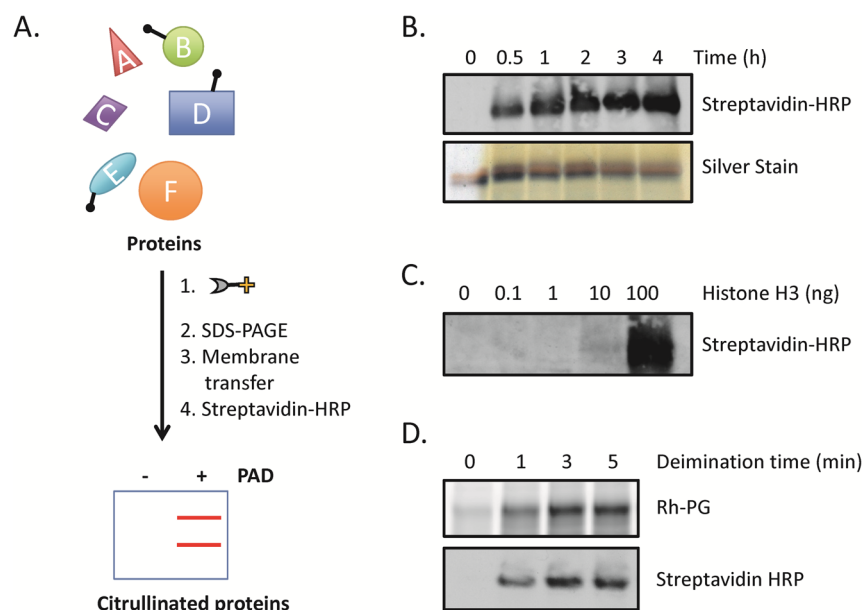 A.
A
B
C
D
E
F
Proteins
1.
2. SDS-PAGE
3. Membrane
transfer
4. Streptavidin-HRP
- + PAD
Citrullinated proteins
B.
0 0.5 1 2 3 4 Time (h)
Streptavidin-HRP
Silver Stain
C.
0 0.1 1 10 100 Histone H3 (ng)
Streptavidin-HRP
D.
0 1 3 5 Deimination time (min)
Rh-PG
Streptavidin HRP